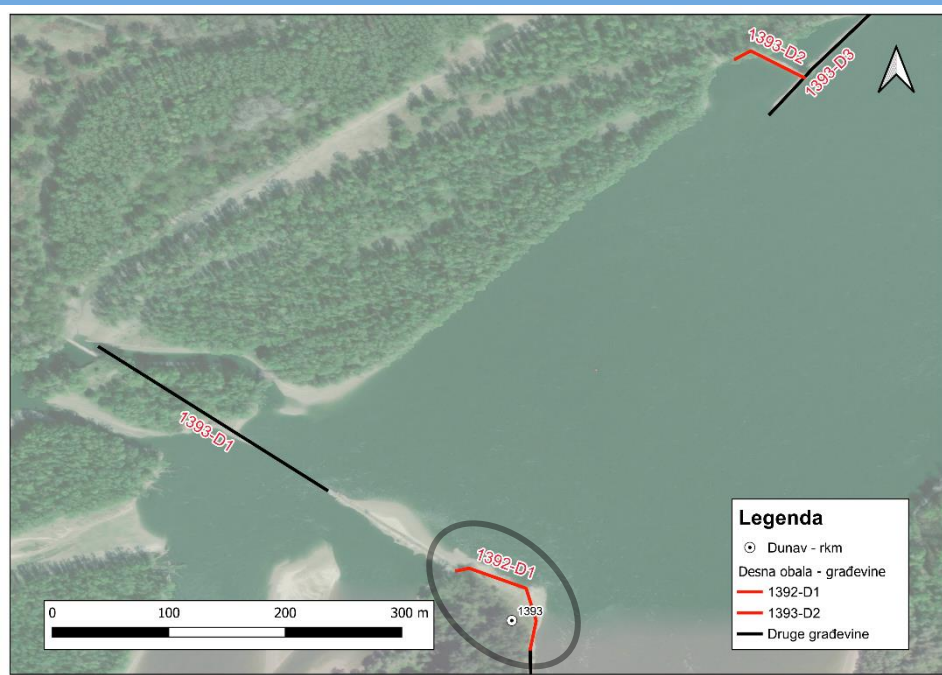 1393-D2
1393-D3
1393-D1
1392-D1
1393
0 100 200 300 m
Legenda
Dunav - rkm
Desna obala - građevine
1392-D1
1393-D2
Druge građevine